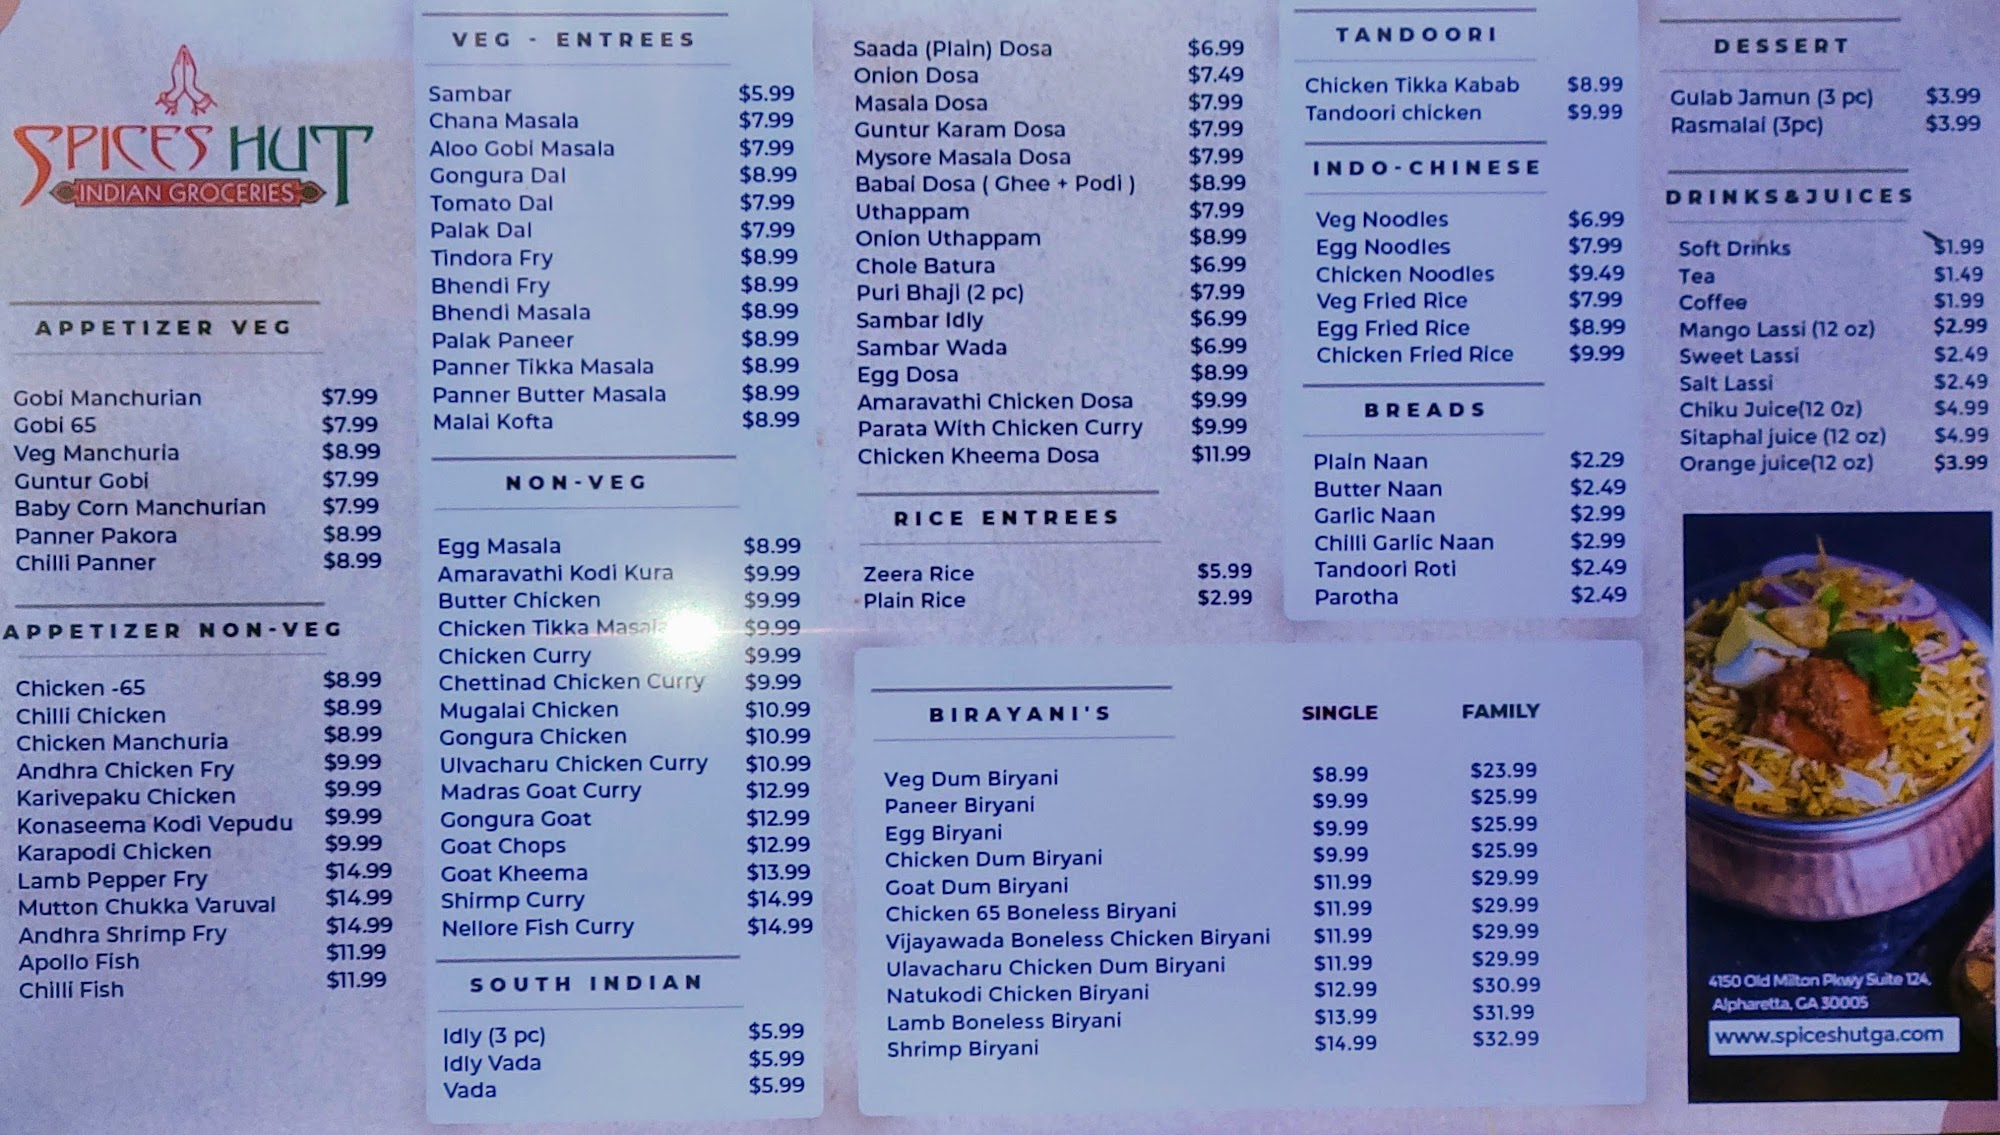 SPICES HUT
INDIAN GROCERIES
APPETIZER VEG
Gobi Manchurian $7.99
Gobi 65 $7.99
Veg Manchuria $8.99
Guntur Gobi $7.99
Baby Corn Manchurian $7.99
Panner Pakora $8.99
Chilli Panner $8.99
APPETIZER NON-VEG
Chicken -65 $8.99
Chilli Chicken $8.99
Chicken Manchuria $8.99
Andhra Chicken Fry $9.99
Karivepaku Chicken $9.99
Konaseema Kodi Vepudu $9.99
Karapodi Chicken $9.99
Lamb Pepper Fry $14.99
Mutton Chukka Varuval $14.99
Andhra Shrimp Fry $14.99
Apollo Fish $11.99
Chilli Fish $11.99
VEG - ENTREES
Sambar $5.99
Chana Masala $7.99
Aloo Gobi Masala $7.99
Gongura Dal $8.99
Tomato Dal $7.99
Palak Dal $7.99
Tindora Fry $8.99
Bhendi Fry $8.99
Bhendi Masala $8.99
Palak Paneer $8.99
Panner Tikka Masala $8.99
Panner Butter Masala $8.99
Malai Kofta $8.99
NON-VEG
Egg Masala $8.99
Amaravathi Kodi Kura $9.99
Butter Chicken $9.99
Chicken Tikka Masala $9.99
Chicken Curry $9.99
Chettinad Chicken Curry $9.99
Mugalai Chicken $10.99
Gongura Chicken $10.99
Ulvacharu Chicken Curry $10.99
Madras Goat Curry $12.99
Gongura Goat $12.99
Goat Chops $12.99
Goat Kheema $13.99
Shirmp Curry $14.99
Nellore Fish Curry $14.99
SOUTH INDIAN
Idly (3 pc) $5.99
Idly Vada $5.99
Vada $5.99
Saada (Plain) Dosa $6.99
Onion Dosa $7.49
Masala Dosa $7.99
Guntur Karam Dosa $7.99
Mysore Masala Dosa $7.99
Babai Dosa ( Ghee + Podi ) $8.99
Uthappam $7.99
Onion Uthappam $8.99
Chole Batura $6.99
Puri Bhaji (2 pc) $7.99
Sambar Idly $6.99
Sambar Wada $6.99
Egg Dosa $8.99
Amaravathi Chicken Dosa $9.99
Parata With Chicken Curry $9.99
Chicken Kheema Dosa $11.99
RICE ENTREES
Zeera Rice $5.99
Plain Rice $2.99
TANDOORI
Chicken Tikka Kabab $8.99
Tandoori chicken $9.99
INDO-CHINESE
Veg Noodles $6.99
Egg Noodles $7.99
Chicken Noodles $9.49
Veg Fried Rice $7.99
Egg Fried Rice $8.99
Chicken Fried Rice $9.99
BREADS
Plain Naan $2.29
Butter Naan $2.49
Garlic Naan $2.99
Chilli Garlic Naan $2.99
Tandoori Roti $2.49
Parotha $2.49
BIRAYANI'S SINGLE FAMILY
Veg Dum Biryani $8.99 $23.99
Paneer Biryani $9.99 $25.99
Egg Biryani $9.99 $25.99
Chicken Dum Biryani $9.99 $25.99
Goat Dum Biryani $11.99 $29.99
Chicken 65 Boneless Biryani $11.99 $29.99
Vijayawada Boneless Chicken Biryani $11.99 $29.99
Ulavacharu Chicken Dum Biryani $11.99 $29.99
Natukodi Chicken Biryani $12.99 $30.99
Lamb Boneless Biryani $13.99 $31.99
Shrimp Biryani $14.99 $32.99
DESSERT
Gulab Jamun (3 pc) $3.99
Rasmalai (3pc) $3.99
DRINKS&JUICES
Soft Drinks $1.99
Tea $1.49
Coffee $1.99
Mango Lassi (12 oz) $2.99
Sweet Lassi $2.49
Salt Lassi $2.49
Chiku Juice(12 Oz) $4.99
Sitaphal juice (12 oz) $4.99
Orange juice(12 oz) $3.99
4150 Old Milton Pkwy Suite 124,
Alpharetta, GA 30005
www.spiceshutga.com